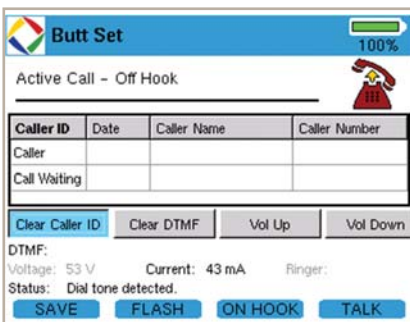 Butt Set
100%
Active Call - Off Hook
Caller ID Date Caller Name Caller Number
Caller
Call Waiting
Clear Caller ID Clear DTMF Vol Up Vol Down
DTMF:
Voltage: 53 V Current: 43 mA Ringer:
Status: Dial tone detected.
SAVE FLASH ON HOOK TALK